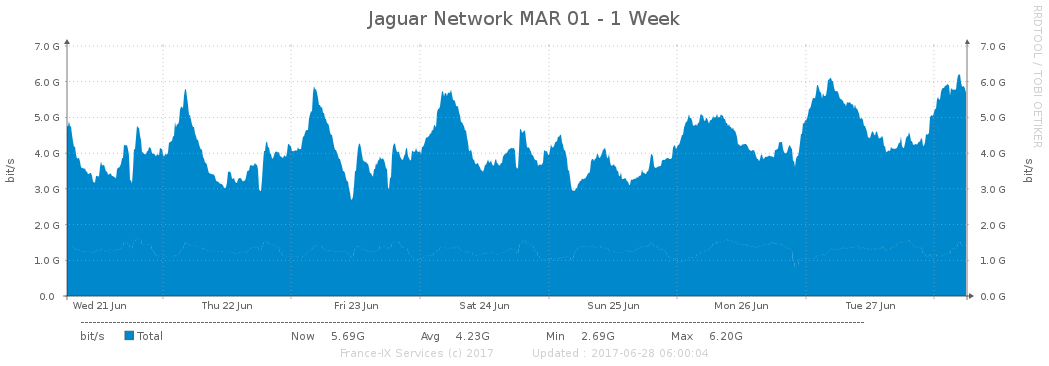 Jaguar Network MAR 01 - 1 Week
RRDTOOL / TOBI OETIKER
7.0 G 7.0 G
6.0 G 6.0 G
5.0 G 5.0 G
4.0 G 4.0 G
bit/s bit/s
3.0 G 3.0 G
2.0 G 2.0 G
1.0 G 1.0 G
0.0 0.0 G
Wed 21 Jun Thu 22 Jun Fri 23 Jun Sat 24 Jun Sun 25 Jun Mon 26 Jun Tue 27 Jun
bit/s Total Now 5.69G Avg 4.23G Min 2.69G Max 6.20G
France-IX Services (c) 2017 Updated : 2017-06-28 06:00:04